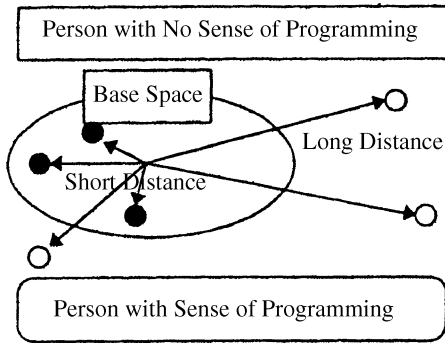 Person with No Sense of Programming
Base Space
Long Distance
Short Distance
Person with Sense of Programming